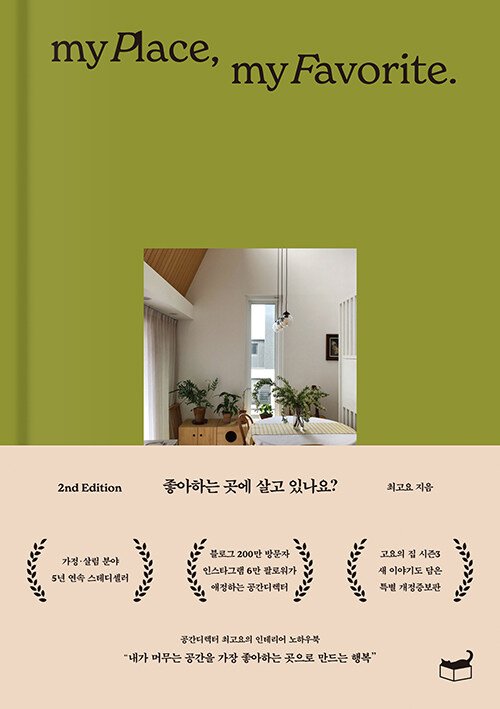 my Place,
my Favorite.
2nd Edition
좋아하는 곳에 살고 있나요?
최고요 지음
가정·살림 분야
5년 연속 스테디셀러
블로그 200만 방문자
인스타그램 6만 팔로워가
애정하는 공간디렉터
고요의 집 시즌3
새 이야기도 담은
특별 개정증보판
공간디렉터 최고요의 인테리어 노하우북
“내가 머무는 공간을 가장 좋아하는 곳으로 만드는 행복”